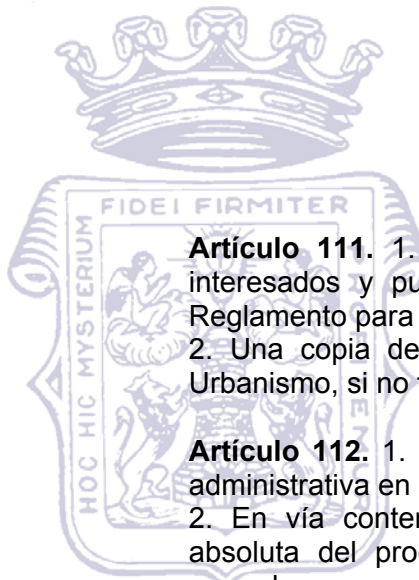 FIDEI FIRMITER
HOC HIC MYSTERIUM
Artículo 111. 1.
interesados y pu
Reglamento para
2. Una copia de
Urbanismo, si no
Artículo 112. 1.
administrativa en
2. En vía conten
absoluta del pro